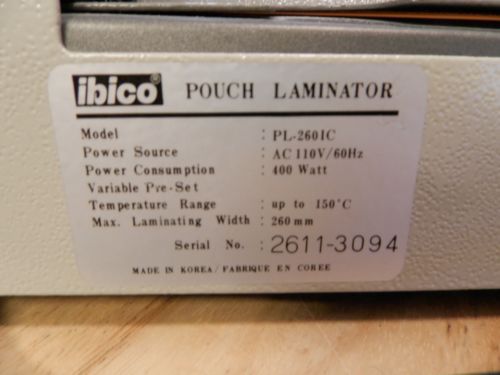 ibico® POUCH LAMINATOR
Model : PL-260IC
Power Source : AC 110V/60Hz
Power Consumption : 400 Watt
Variable Pre-Set
Temperature Range : up to 150°C
Max. Laminating Width : 260mm
Serial No. : 2611-3094
MADE IN KOREA/FABRIQUE EN COREE